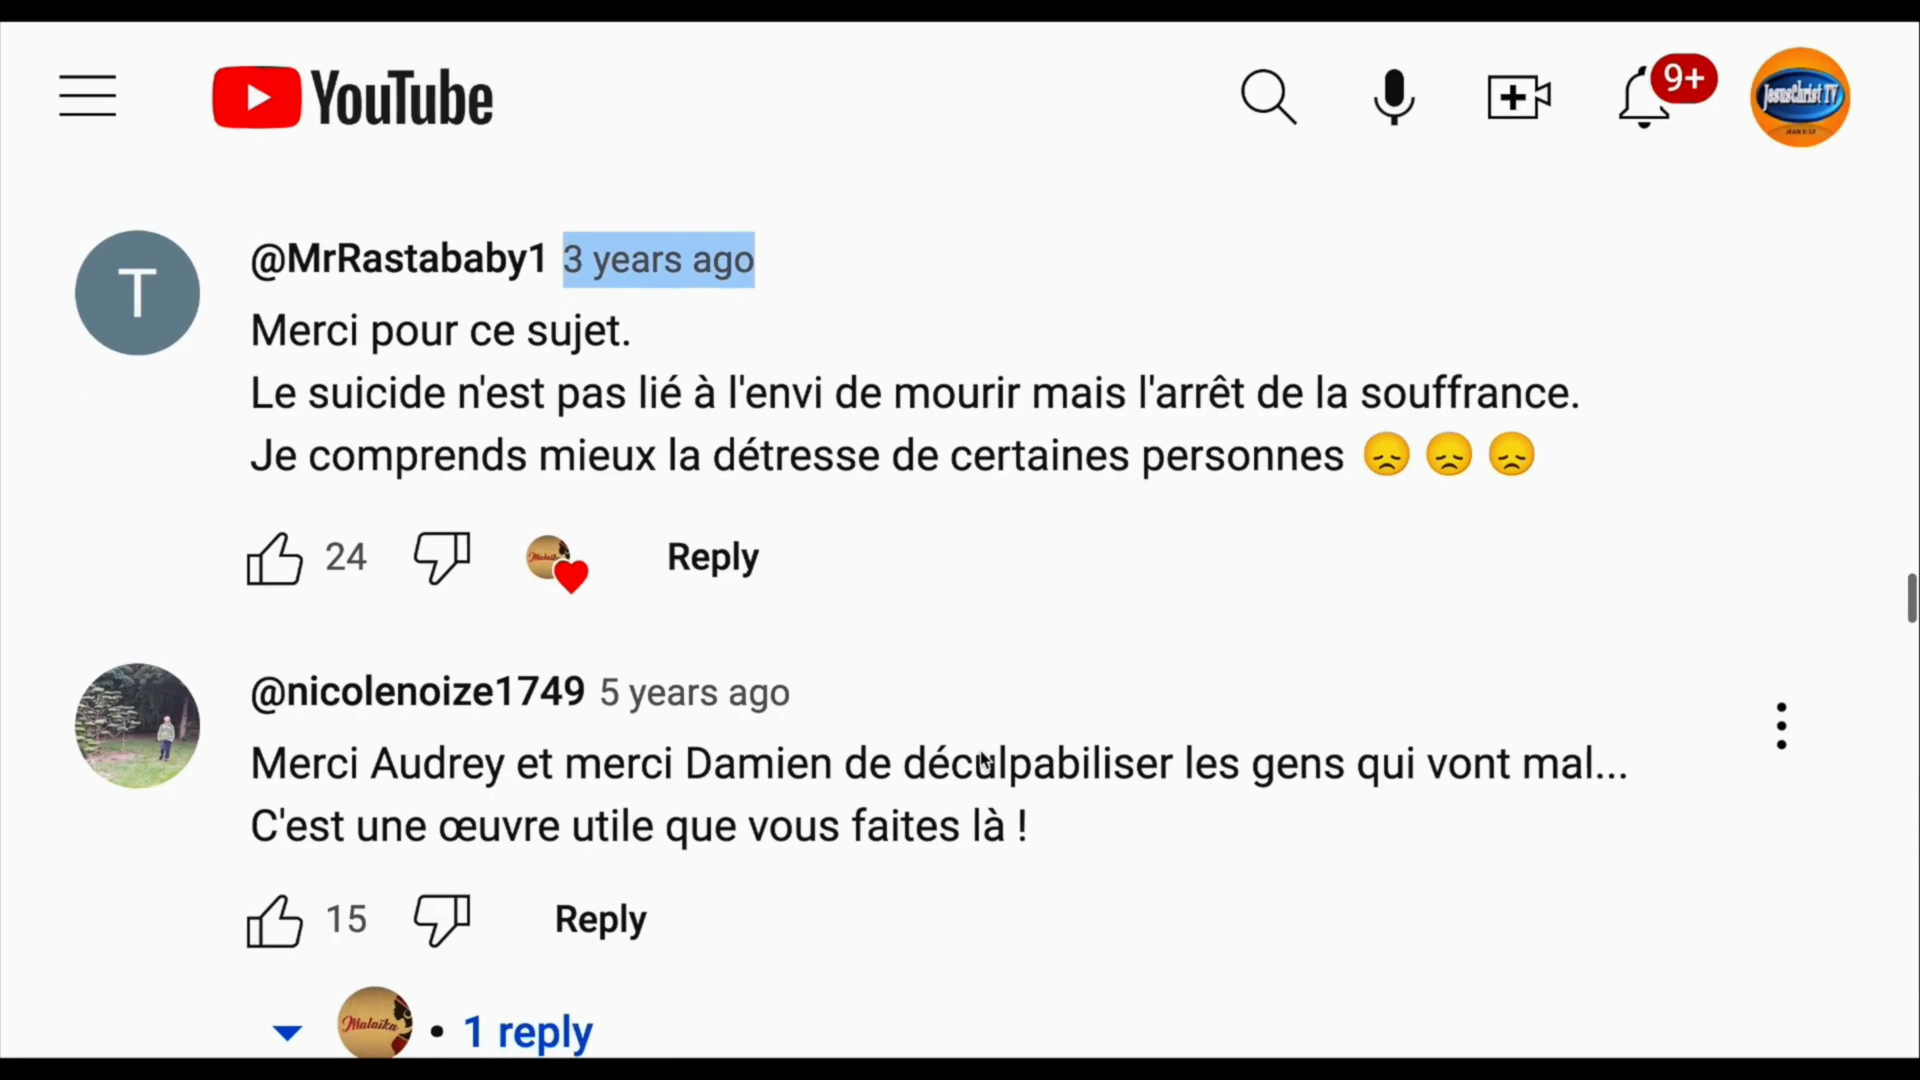 YouTube
9+
JesusChrist TV
@MrRastababy1 3 years ago
Merci pour ce sujet.
Le suicide n'est pas lié à l'envi de mourir mais l'arrêt de la souffrance.
Je comprends mieux la détresse de certaines personnes 😞 😞 😞
24 Reply
@nicolenoize1749 5 years ago
Merci Audrey et merci Damien de déculpabiliser les gens qui vont mal...
C'est une œuvre utile que vous faites là !
15 Reply
Malaïka • 1 reply